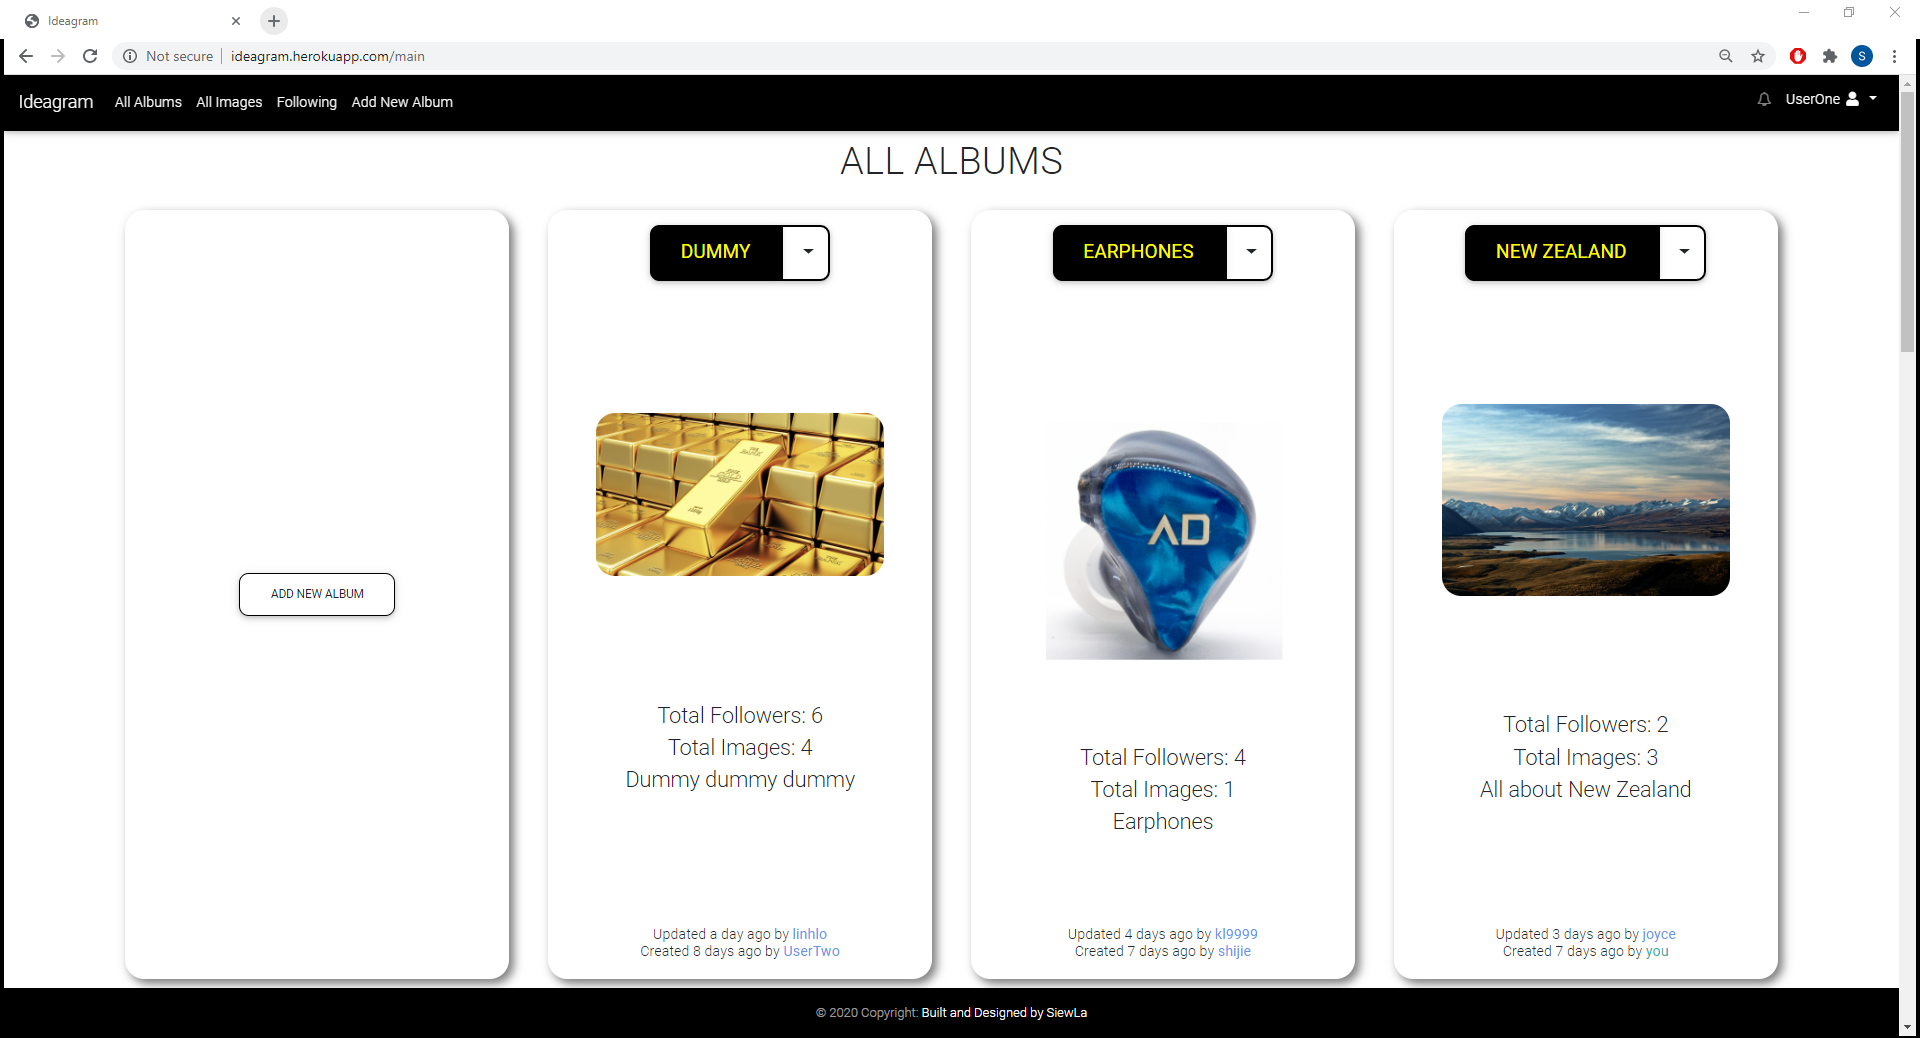 Ideagram
Not secure
ideagram.herokuapp.com/main
S
Ideagram
All Albums
All Images
Following
Add New Album
UserOne
ALL ALBUMS
ADD NEW ALBUM
DUMMY
Total Followers: 6
Total Images: 4
Dummy dummy dummy
Updated a day ago by linhlo
Created 8 days ago by UserTwo
EARPHONES
AD
Total Followers: 4
Total Images: 1
Earphones
Updated 4 days ago by kl9999
Created 7 days ago by shijie
NEW ZEALAND
Total Followers: 2
Total Images: 3
All about New Zealand
Updated 3 days ago by joyce
Created 7 days ago by you
© 2020 Copyright: Built and Designed by SiewLa